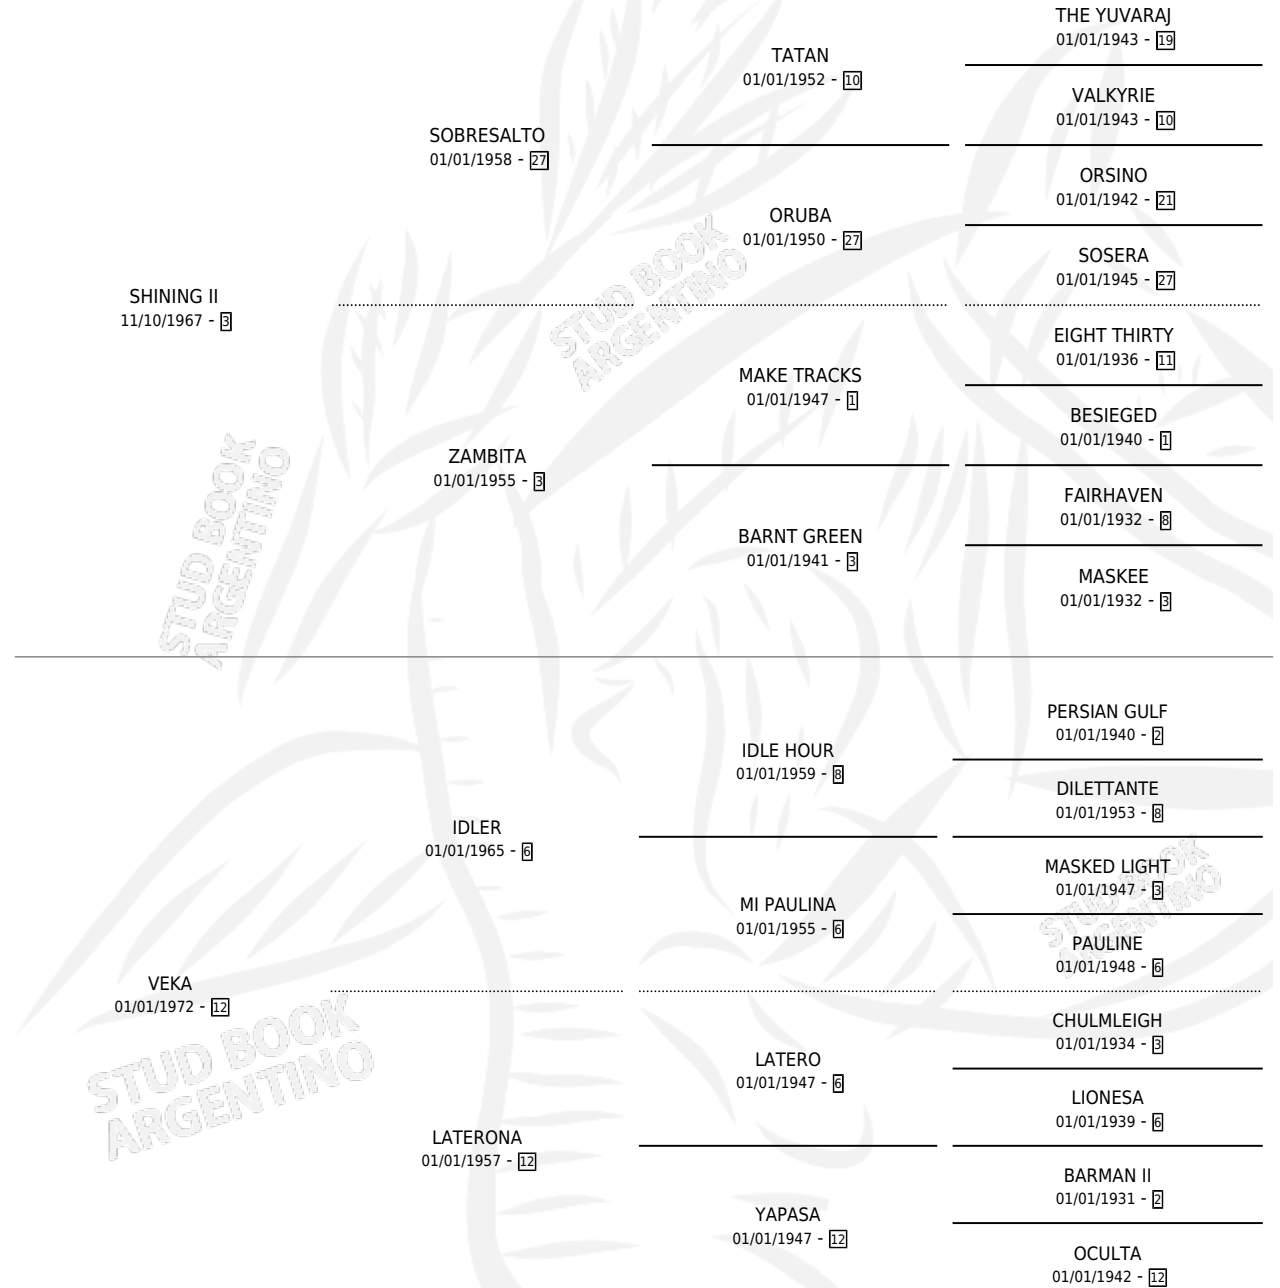 THE YUVARAJ
01/01/1943 - 19
TATAN
01/01/1952 - 10
VALKYRIE
01/01/1943 - 10
SOBRESALTO
01/01/1958 - 27
ORSINO
01/01/1942 - 21
ORUBA
01/01/1950 - 27
SOSERA
01/01/1945 - 27
SHINING II
11/10/1967 - 3
EIGHT THIRTY
01/01/1936 - 11
MAKE TRACKS
01/01/1947 - 1
BESIEGED
01/01/1940 - 1
ZAMBITA
01/01/1955 - 3
FAIRHAVEN
01/01/1932 - 8
BARNT GREEN
01/01/1941 - 3
MASKEE
01/01/1932 - 3
PERSIAN GULF
01/01/1940 - 2
IDLE HOUR
01/01/1959 - 8
DILETTANTE
01/01/1953 - 8
IDLER
01/01/1965 - 6
MASKED LIGHT
01/01/1947 - 3
MI PAULINA
01/01/1955 - 6
PAULINE
01/01/1948 - 6
VEKA
01/01/1972 - 12
CHULMLEIGH
01/01/1934 - 3
LATERO
01/01/1947 - 6
LIONESA
01/01/1939 - 6
LATERONA
01/01/1957 - 12
BARMAN II
01/01/1931 - 2
YAPASA
01/01/1947 - 12
OCULTA
01/01/1942 - 12
STUD BOOK
ARGENTINO
STUD BOOK
ARGENTINO
STUD BOOK
ARGENTINO
STUD BOOK
ARGENTINO